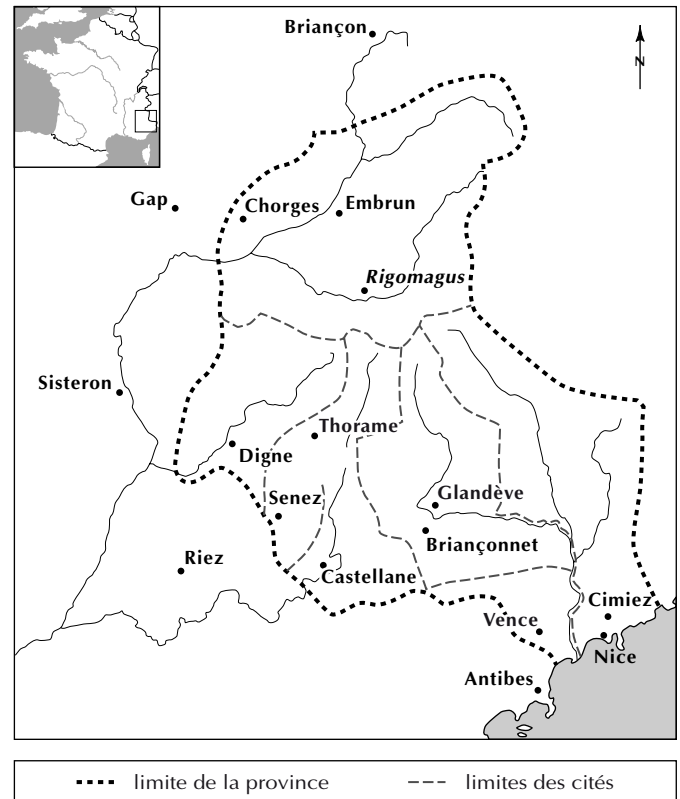 Briançon
N
Gap
Chorges
Embrun
Rigomagus
Sisteron
Thorame
Digne
Glandève
Senez
Briançonnet
Riez
Castellane
Cimiez
Vence
Nice
Antibes
limite de la province
limites des cités